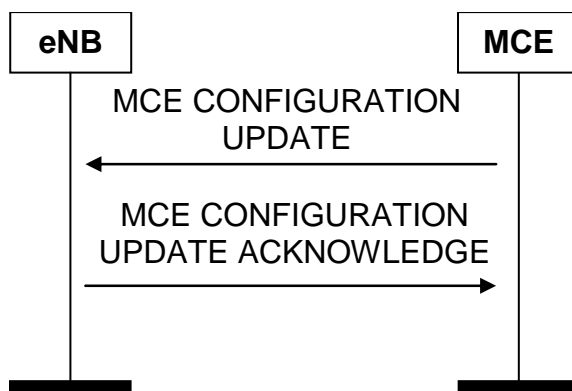 eNB
MCE
MCE CONFIGURATION
UPDATE
MCE CONFIGURATION
UPDATE ACKNOWLEDGE